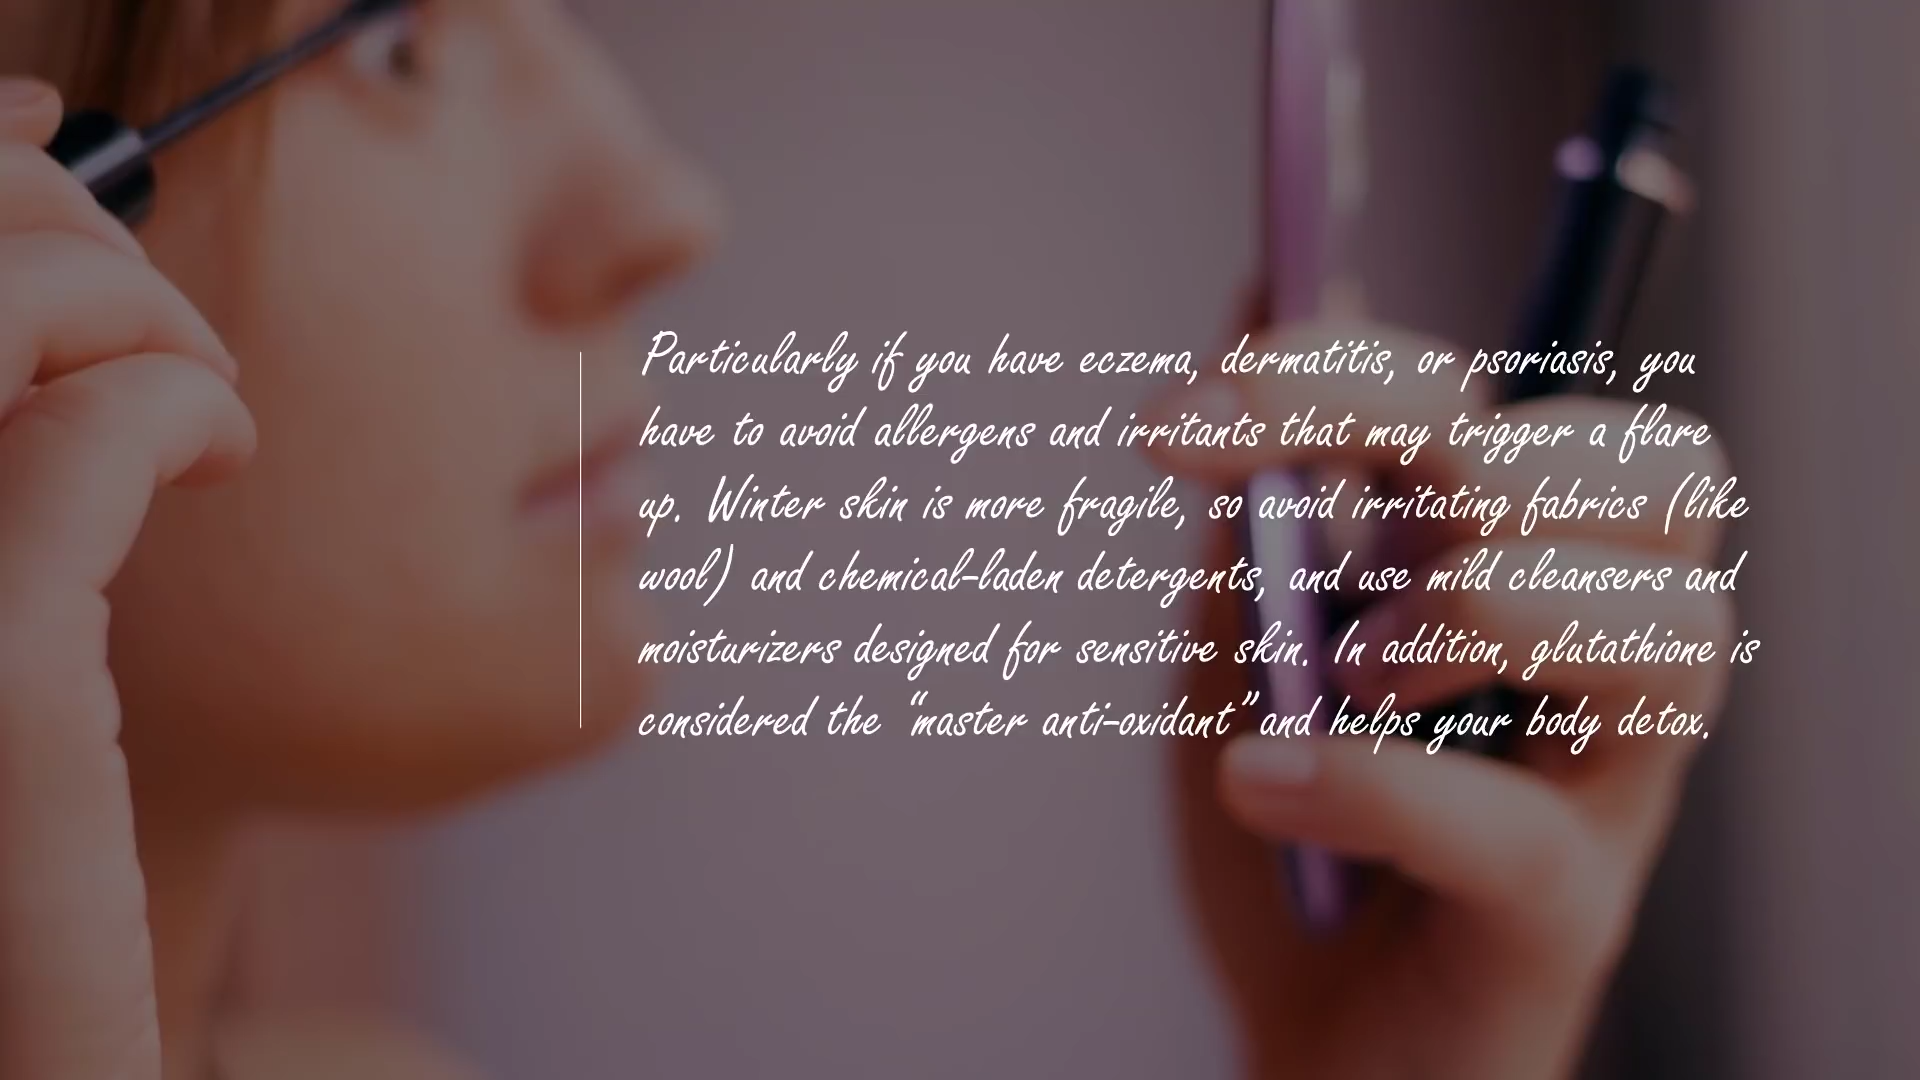 Particularly if you have eczema, dermatitis, or psoriasis, you
have to avoid allergens and irritants that may trigger a flare
up. Winter skin is more fragile, so avoid irritating fabrics (like
wool) and chemical-laden detergents, and use mild cleansers and
moisturizers designed for sensitive skin. In addition, glutathione is
considered the “master anti-oxidant” and helps your body detox.